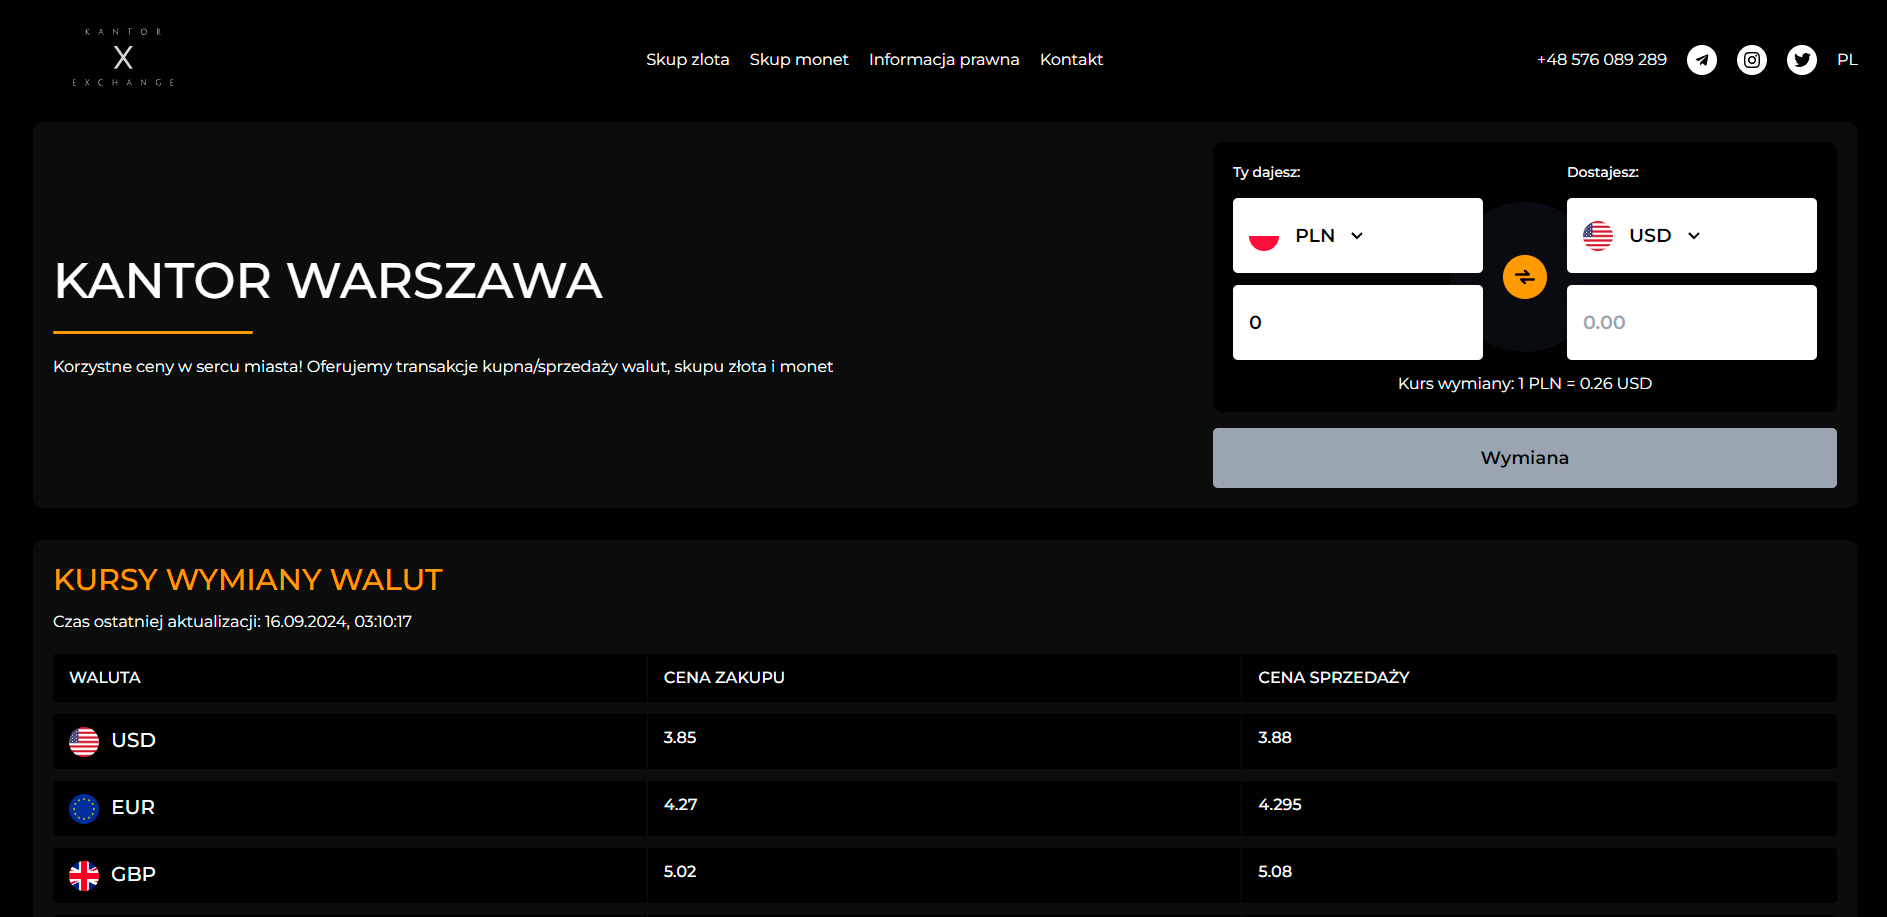 KANTOR
X
EXCHANGE
Skup zlota Skup monet Informacja prawna Kontakt
+48 576 089 289 PL
KANTOR WARSZAWA
Korzystne ceny w sercu miasta! Oferujemy transakcje kupna/sprzedaży walut, skupu złota i monet
Ty dajesz: Dostajesz:
PLN USD
0 0.00
Kurs wymiany: 1 PLN = 0.26 USD
Wymiana
KURSY WYMIANY WALUT
Czas ostatniej aktualizacji: 16.09.2024, 03:10:17
WALUTA CENA ZAKUPU CENA SPRZEDAŻY
USD 3.85 3.88
EUR 4.27 4.295
GBP 5.02 5.08